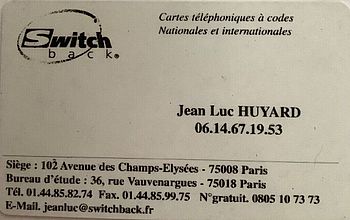 Switch
back®
Cartes téléphoniques à codes
Nationales et internationales
Jean Luc HUYARD
06.14.67.19.53
Siège : 102 Avenue des Champs-Elysées - 75008 Paris
Bureau d'étude : 36, rue Vauvenargues - 75018 Paris
Tél. 01.44.85.82.74 Fax. 01.44.85.99.75 N°gratuit. 0805 10 73 73
E-Mail. jeanluc@switchback.fr